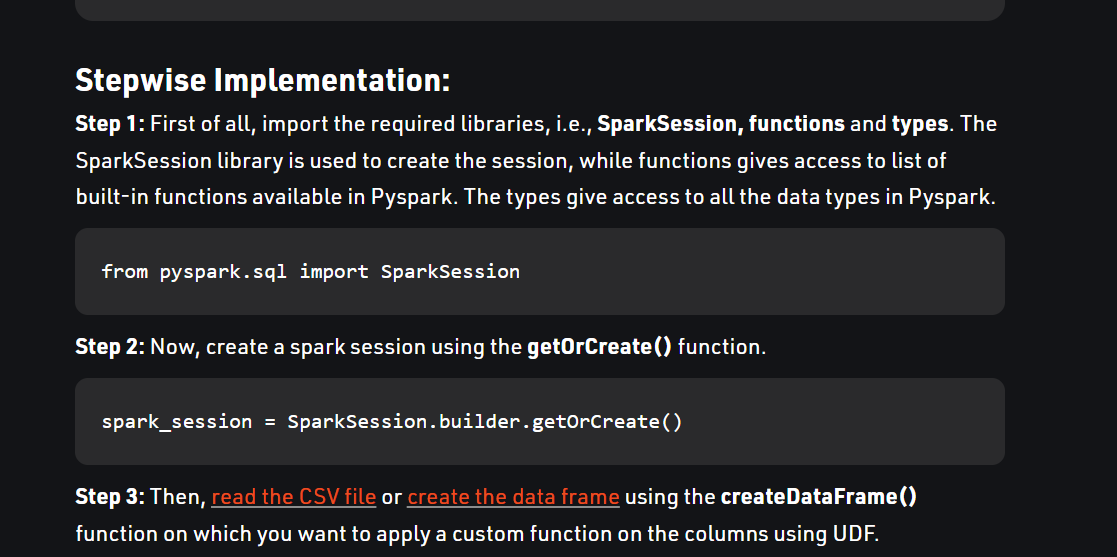 Stepwise Implementation:
Step 1: First of all, import the required libraries, i.e., SparkSession, functions and types. The
SparkSession library is used to create the session, while functions gives access to list of
built-in functions available in Pyspark. The types give access to all the data types in Pyspark.
from pyspark.sql import SparkSession
Step 2: Now, create a spark session using the getOrCreate() function.
spark_session = SparkSession.builder.getOrCreate()
Step 3: Then, read the CSV file or create the data frame using the createDataFrame()
function on which you want to apply a custom function on the columns using UDF.